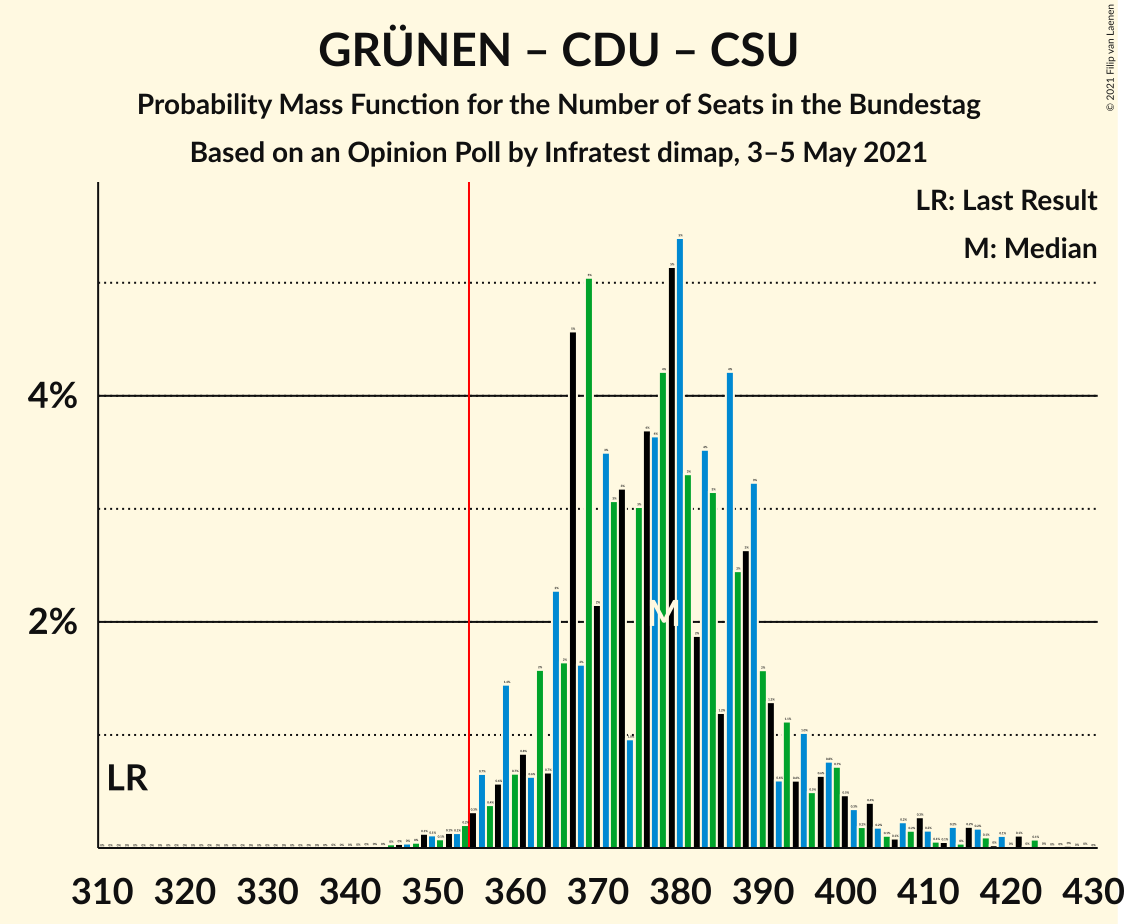 GRÜNEN – CDU – CSU
Probability Mass Function for the Number of Seats in the Bundestag
Based on an Opinion Poll by Infratest dimap, 3–5 May 2021
© 2021 Filip van Laenen
LR: Last Result
M: Median
4%
2%
LR
M
310 320 330 340 350 360 370 380 390 400 410 420 430